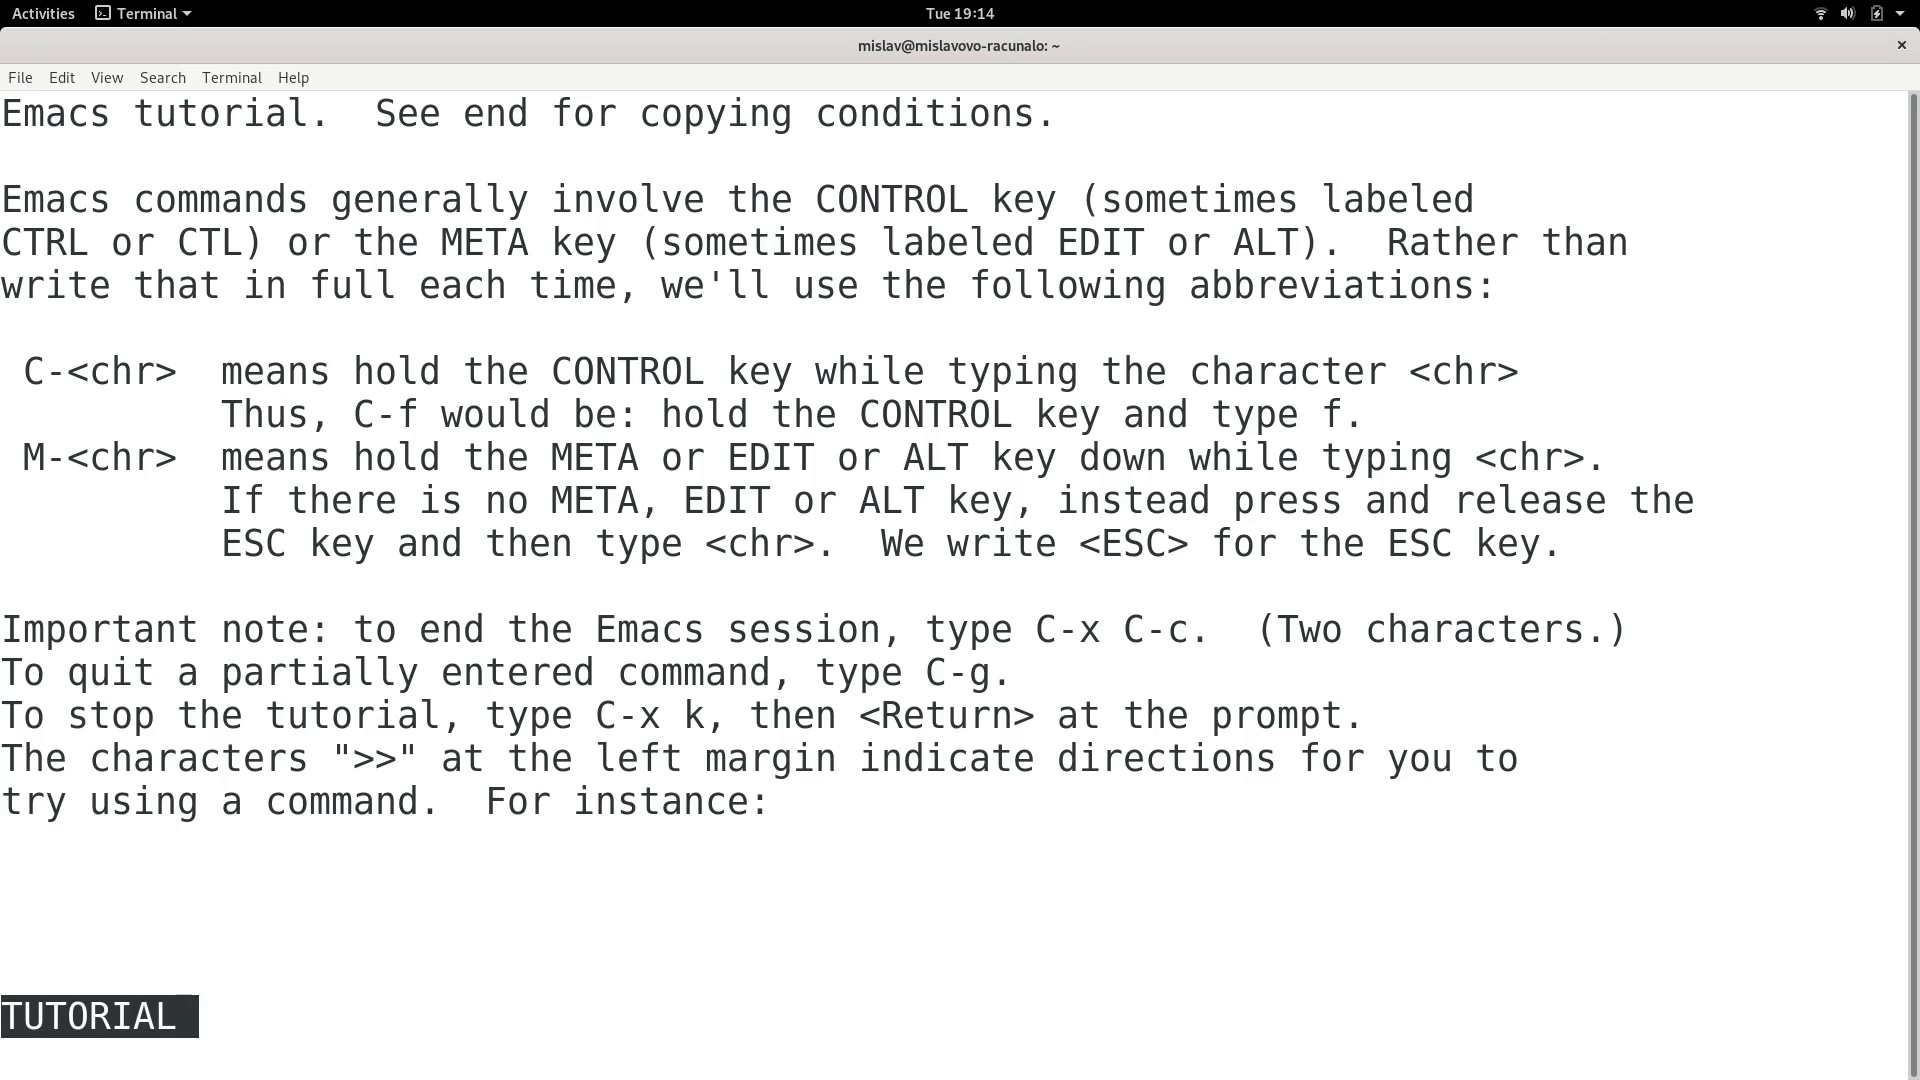 Activities Terminal Tue 19:14
mislav@mislavovo-racunalo: ~ ×
File Edit View Search Terminal Help
Emacs tutorial.  See end for copying conditions.
Emacs commands generally involve the CONTROL key (sometimes labeled
CTRL or CTL) or the META key (sometimes labeled EDIT or ALT).  Rather than
write that in full each time, we'll use the following abbreviations:
C-<chr>  means hold the CONTROL key while typing the character <chr>
Thus, C-f would be: hold the CONTROL key and type f.
M-<chr>  means hold the META or EDIT or ALT key down while typing <chr>.
If there is no META, EDIT or ALT key, instead press and release the
ESC key and then type <chr>.  We write <ESC> for the ESC key.
Important note: to end the Emacs session, type C-x C-c.  (Two characters.)
To quit a partially entered command, type C-g.
To stop the tutorial, type C-x k, then <Return> at the prompt.
The characters ">>" at the left margin indicate directions for you to
try using a command.  For instance:
TUTORIAL